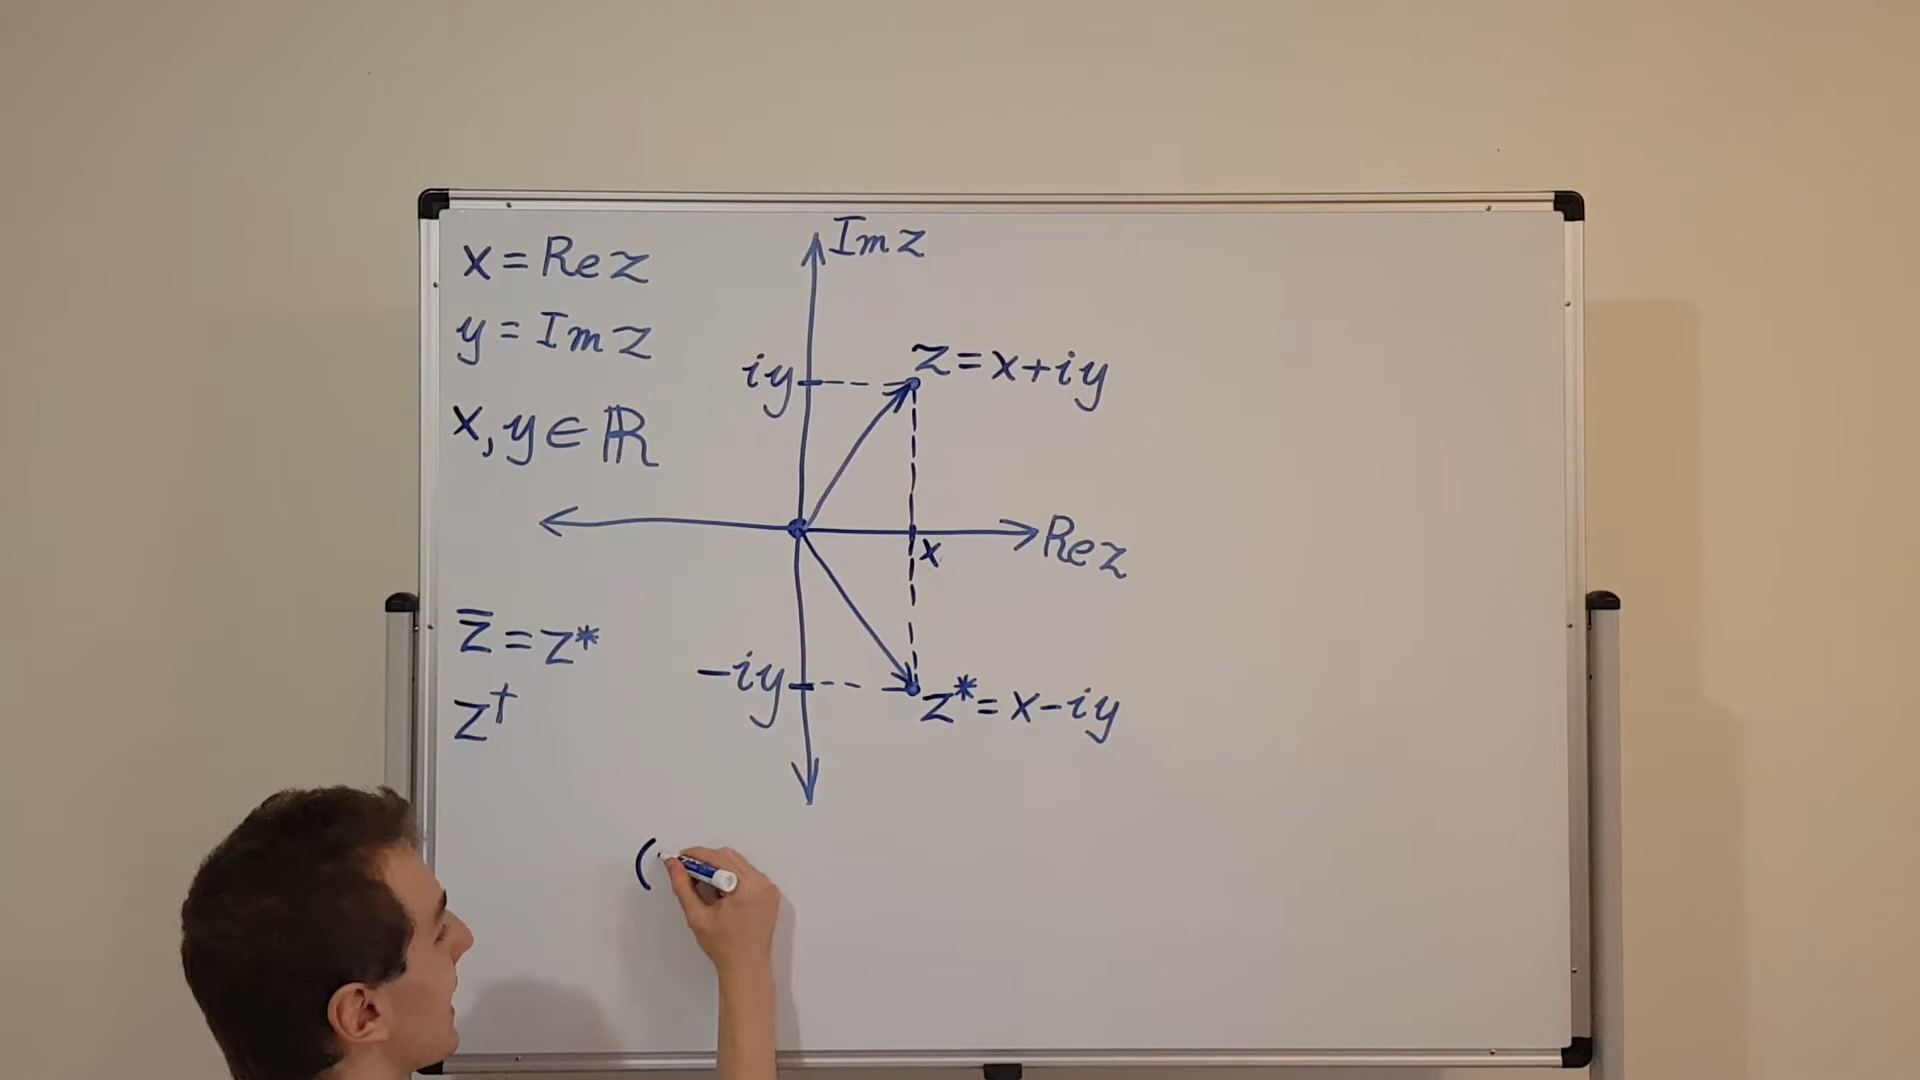 x = Re z
y = Im z
x, y ∈ ℝ
z̄ = z*
z†
Im z
iy
z = x+iy
x
Re z
-iy
z* = x-iy
(